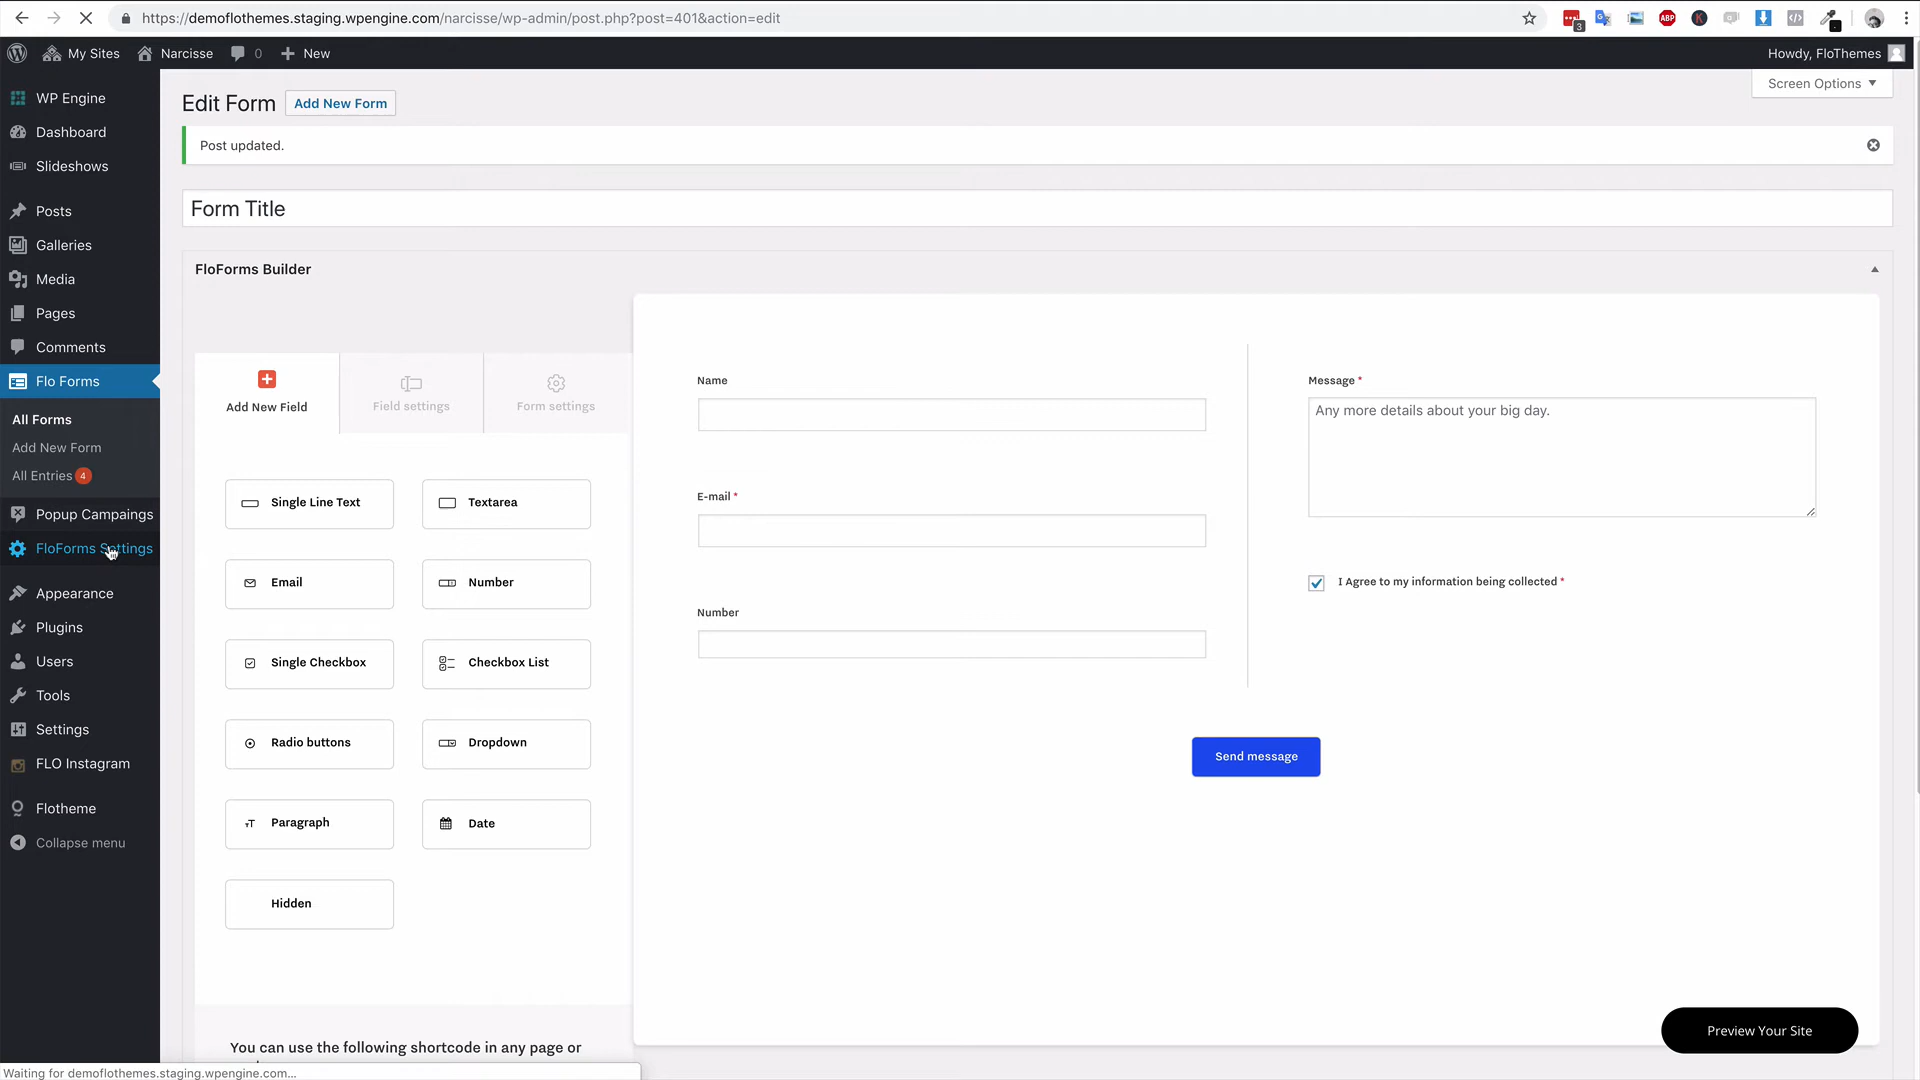 https://demoflothemes.staging.wpengine.com/narcisse/wp-admin/post.php?post=401&action=edit
ABP
K
3
My Sites
Narcisse
0
New
Howdy, FloThemes
WP Engine
Dashboard
Slideshows
Posts
Galleries
Media
Pages
Comments
Flo Forms
All Forms
Add New Form
All Entries 4
Popup Campaings
FloForms Settings
Appearance
Plugins
Users
Tools
Settings
FLO Instagram
Flotheme
Collapse menu
Screen Options
Edit Form
Add New Form
Post updated.
Form Title
FloForms Builder
Add New Field
Field settings
Form settings
Single Line Text
Textarea
Email
Number
Single Checkbox
Checkbox List
Radio buttons
Dropdown
Paragraph
Date
Hidden
You can use the following shortcode in any page or
Name
E-mail *
Number
Message *
Any more details about your big day.
I Agree to my information being collected *
Send message
Preview Your Site
Waiting for demoflothemes.staging.wpengine.com...